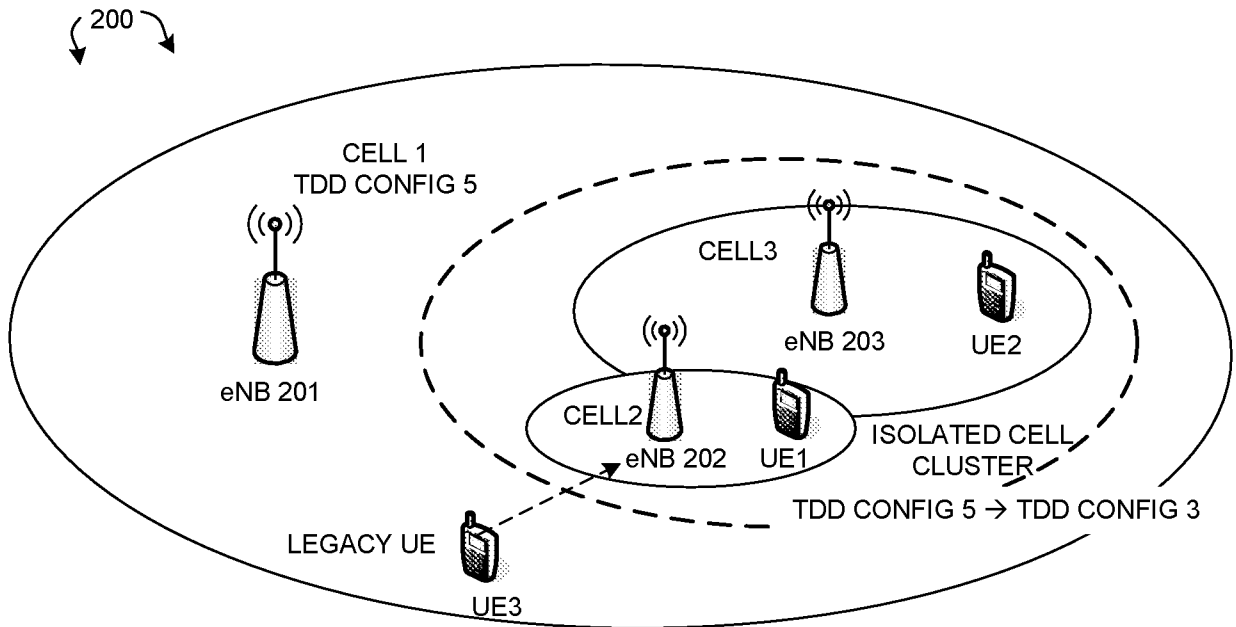 200
CELL 1
TDD CONFIG 5
CELL3
eNB 203
UE2
eNB 201
CELL2
eNB 202
UE1
ISOLATED CELL
CLUSTER
TDD CONFIG 5 → TDD CONFIG 3
LEGACY UE
UE3